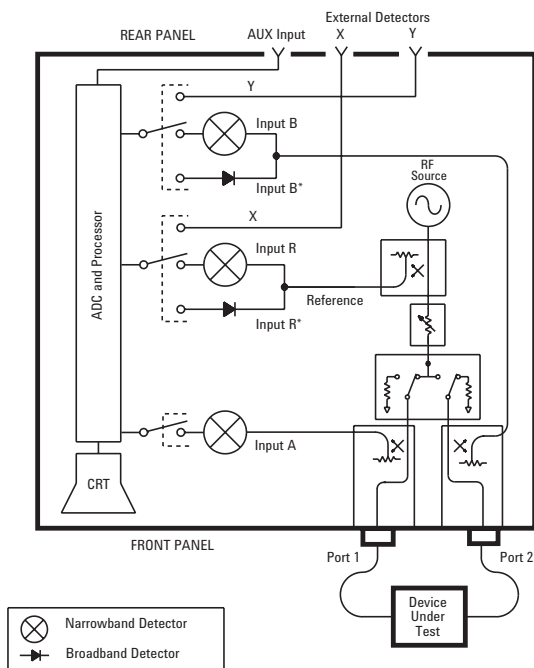 External Detectors
REAR PANEL
AUX Input
X
Y
Y
Input B
Input B*
RF
Source
X
Input R
Reference
Input R*
ADC and Processor
Input A
CRT
FRONT PANEL
Port 1
Port 2
Device
Under
Test
Narrowband Detector
Broadband Detector